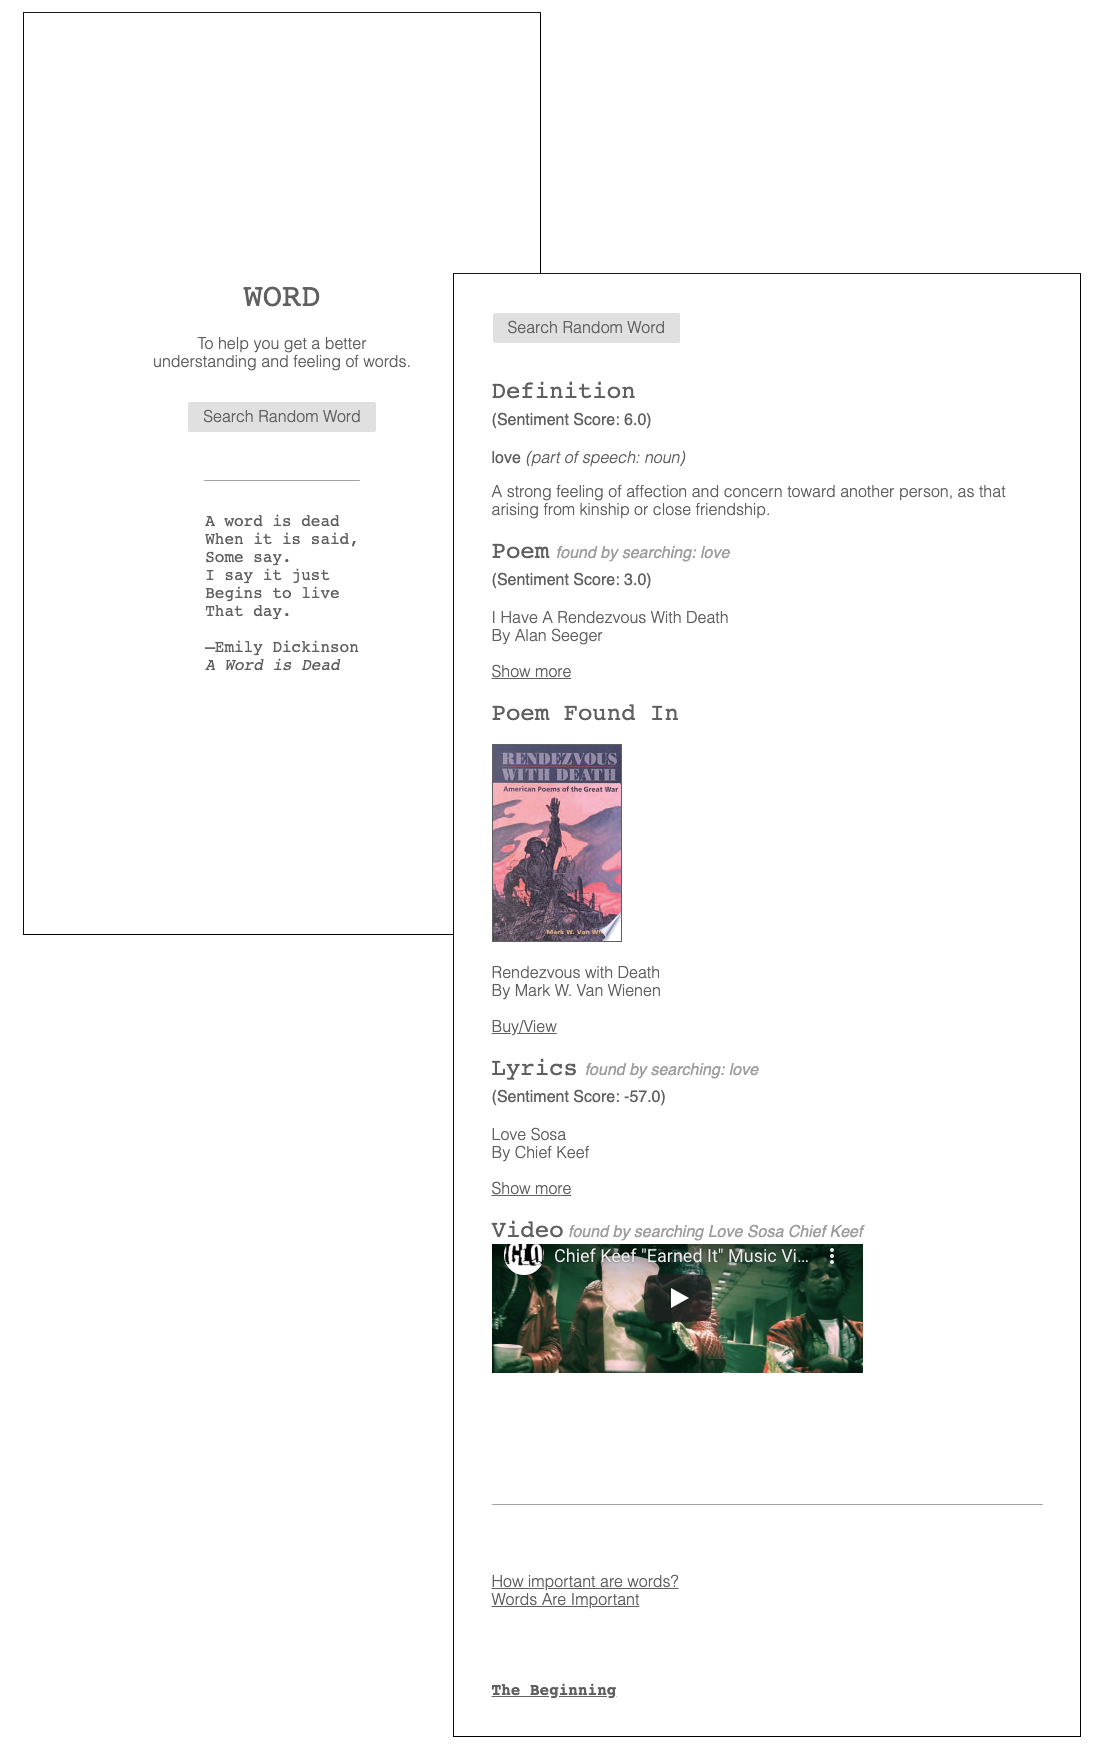 WORD
To help you get a better
understanding and feeling of words.
Search Random Word
A word is dead
When it is said,
Some say.
I say it just
Begins to live
That day.
—Emily Dickinson
A Word is Dead
Search Random Word
Definition
(Sentiment Score: 6.0)
love (part of speech: noun)
A strong feeling of affection and concern toward another person, as that
arising from kinship or close friendship.
Poem found by searching: love
(Sentiment Score: 3.0)
I Have A Rendezvous With Death
By Alan Seeger
Show more
Poem Found In
RENDEZVOUS
WITH DEATH
American Poems of the Great War
Mark W. Van
Rendezvous with Death
By Mark W. Van Wienen
Buy/View
Lyrics found by searching: love
(Sentiment Score: -57.0)
Love Sosa
By Chief Keef
Show more
Video found by searching Love Sosa Chief Keef
GLO
Chief Keef "Earned It" Music Vi...
How important are words?
Words Are Important
The Beginning